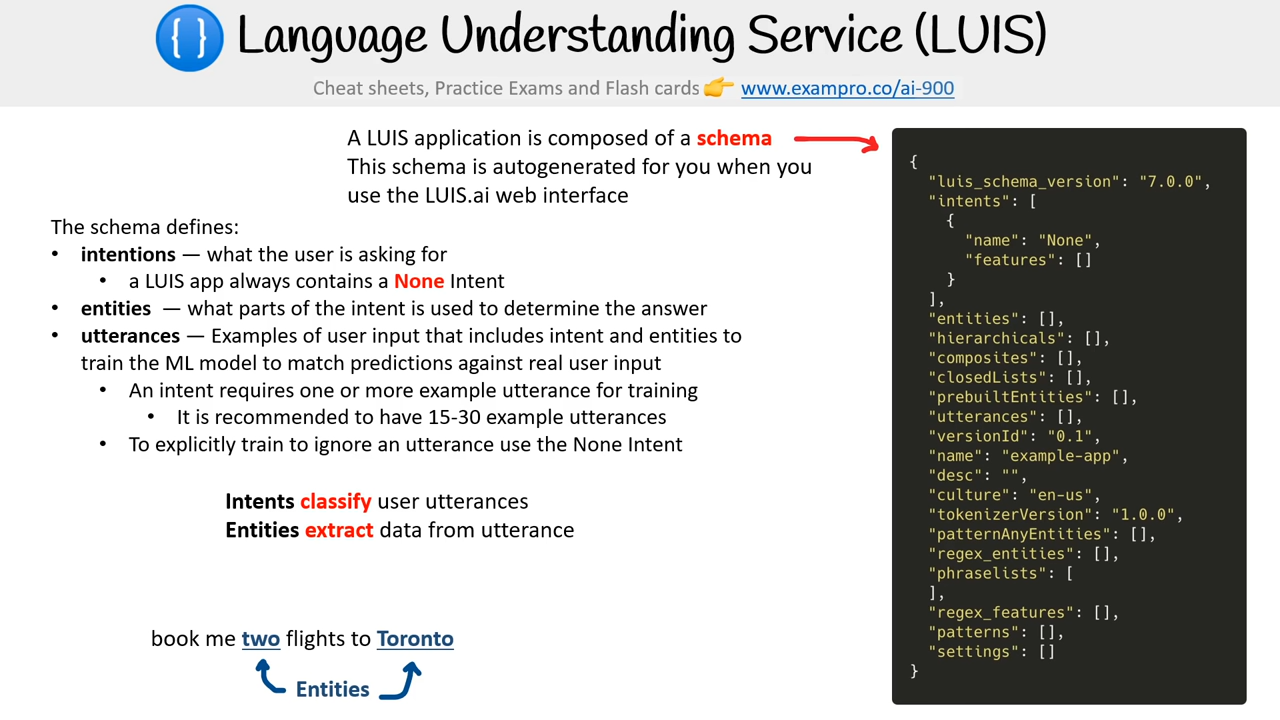 { } Language Understanding Service (LUIS)
Cheat sheets, Practice Exams and Flash cards 👉 www.exampro.co/ai-900
A LUIS application is composed of a schema
This schema is autogenerated for you when you
use the LUIS.ai web interface
The schema defines:
• intentions — what the user is asking for
• a LUIS app always contains a None Intent
• entities — what parts of the intent is used to determine the answer
• utterances — Examples of user input that includes intent and entities to
train the ML model to match predictions against real user input
• An intent requires one or more example utterance for training
• It is recommended to have 15-30 example utterances
• To explicitly train to ignore an utterance use the None Intent
Intents classify user utterances
Entities extract data from utterance
book me two flights to Toronto
Entities
{
"luis_schema_version": "7.0.0",
"intents": [
{
"name": "None",
"features": []
}
],
"entities": [],
"hierarchicals": [],
"composites": [],
"closedLists": [],
"prebuiltEntities": [],
"utterances": [],
"versionId": "0.1",
"name": "example-app",
"desc": "",
"culture": "en-us",
"tokenizerVersion": "1.0.0",
"patternAnyEntities": [],
"regex_entities": [],
"phraselists": [
],
"regex_features": [],
"patterns": [],
"settings": []
}